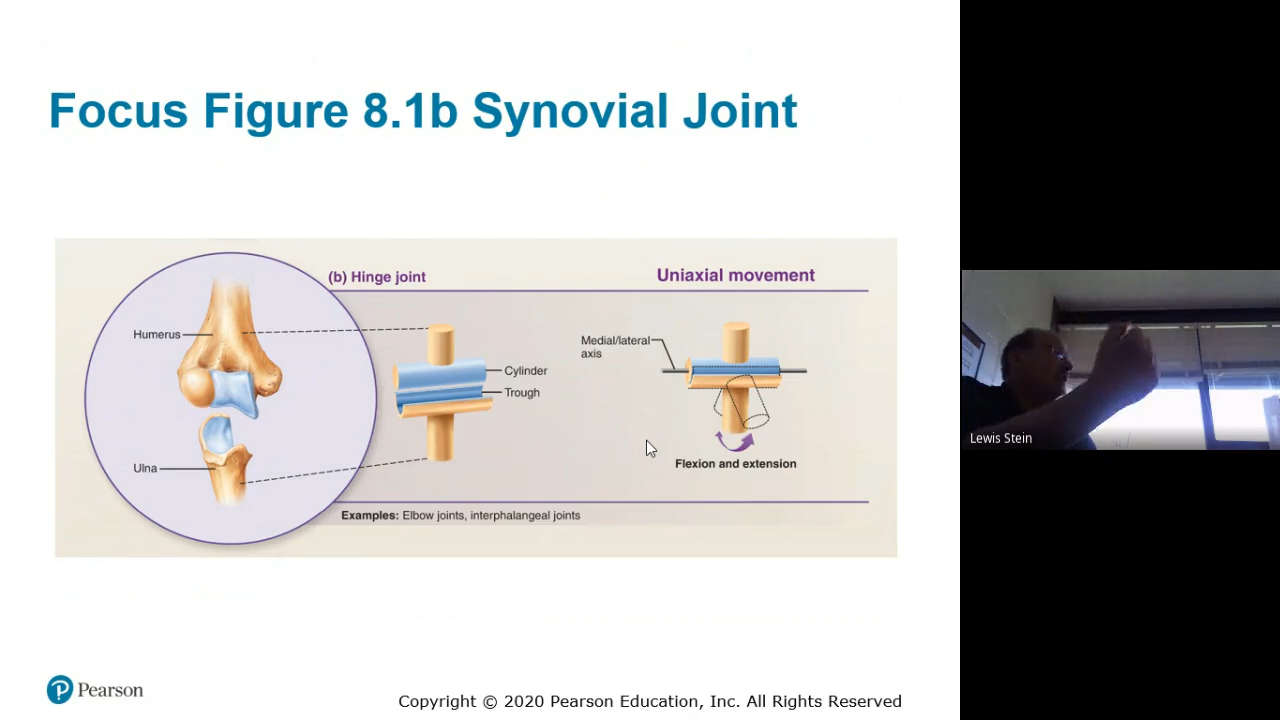 Focus Figure 8.1b Synovial Joint
(b) Hinge joint
Uniaxial movement
Humerus
Ulna
Cylinder
Trough
Medial/lateral
axis
Flexion and extension
Examples: Elbow joints, interphalangeal joints
Lewis Stein
P Pearson
Copyright © 2020 Pearson Education, Inc. All Rights Reserved